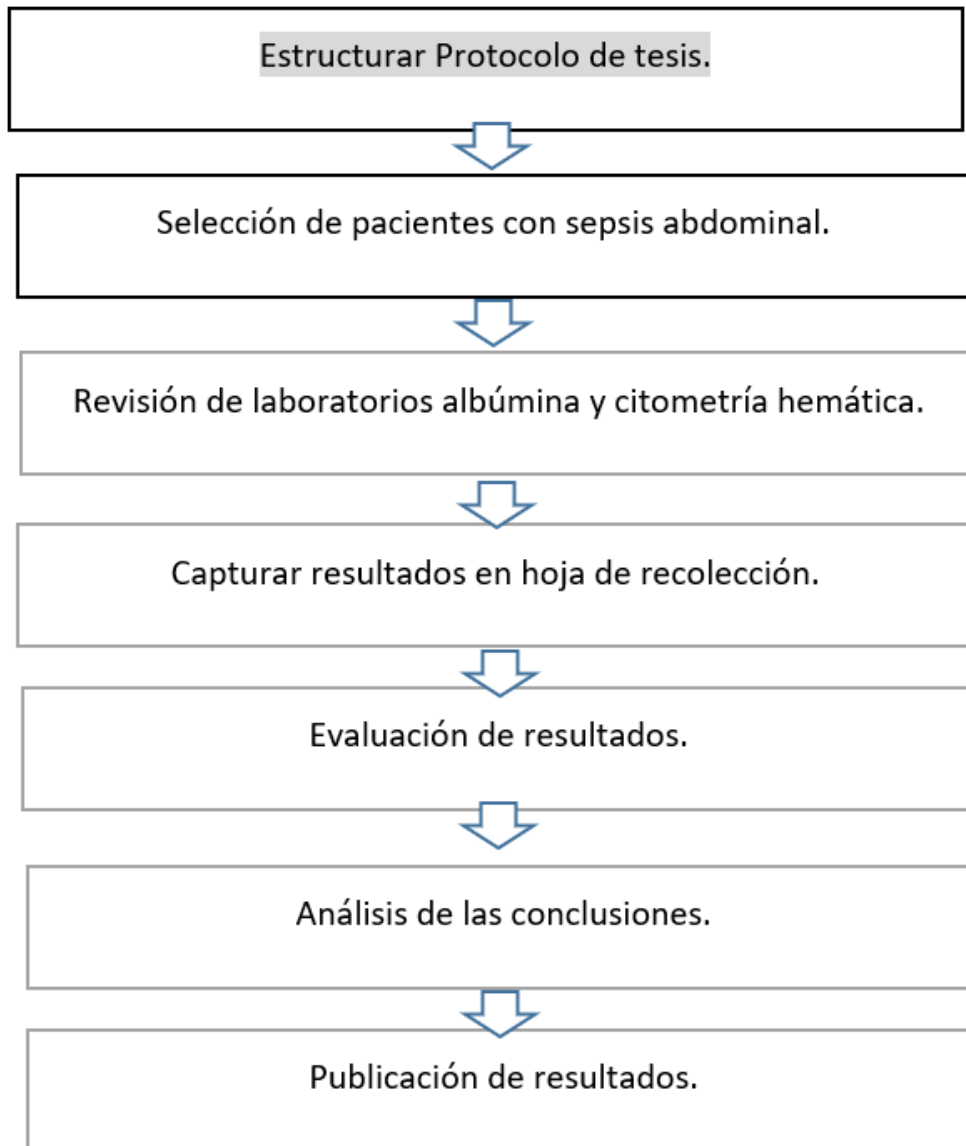 Estructurar Protocolo de tesis.
Selección de pacientes con sepsis abdominal.
Revisión de laboratorios albúmina y citometría hemática.
Capturar resultados en hoja de recolección.
Evaluación de resultados.
Análisis de las conclusiones.
Publicación de resultados.